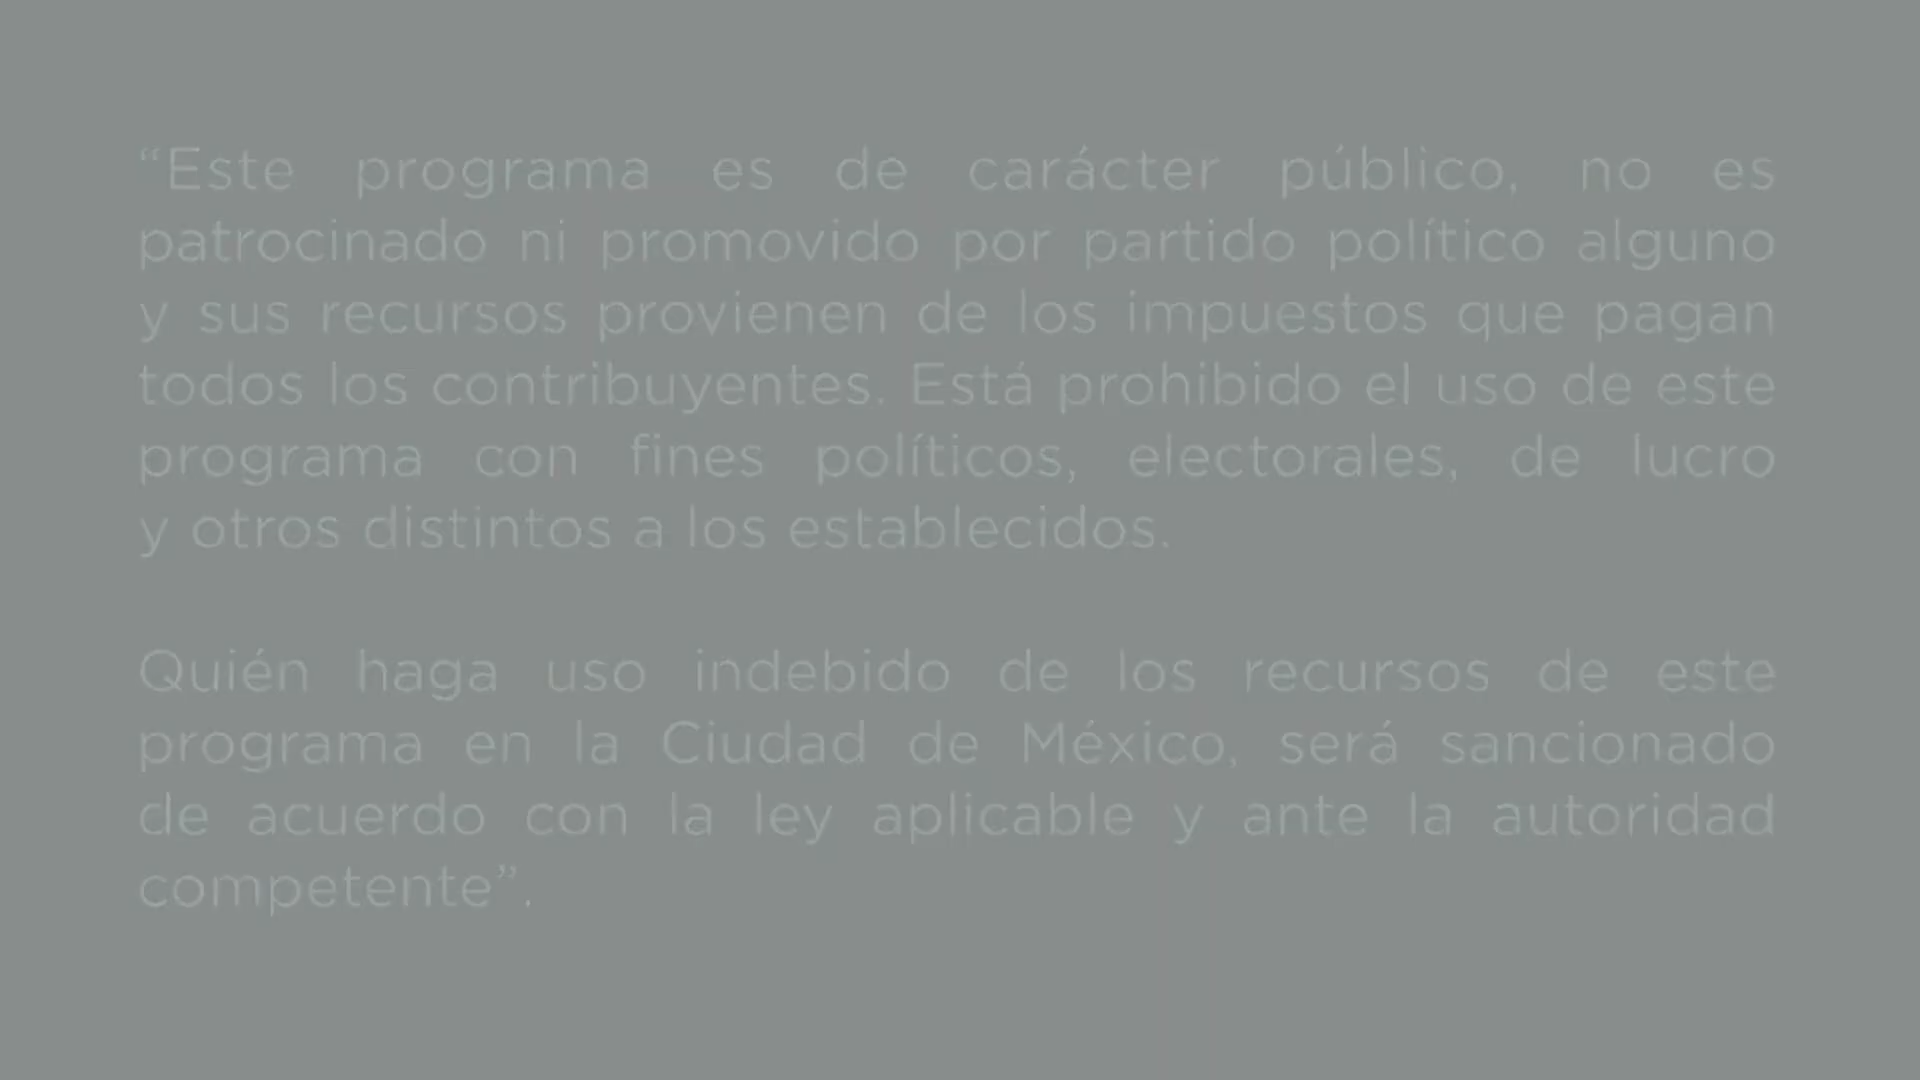 “Este programa es de carácter público, no es
patrocinado ni promovido por partido político alguno
y sus recursos provienen de los impuestos que pagan
todos los contribuyentes. Está prohibido el uso de este
programa con fines políticos, electorales, de lucro
y otros distintos a los establecidos.
Quién haga uso indebido de los recursos de este
programa en la Ciudad de México, será sancionado
de acuerdo con la ley aplicable y ante la autoridad
competente”.